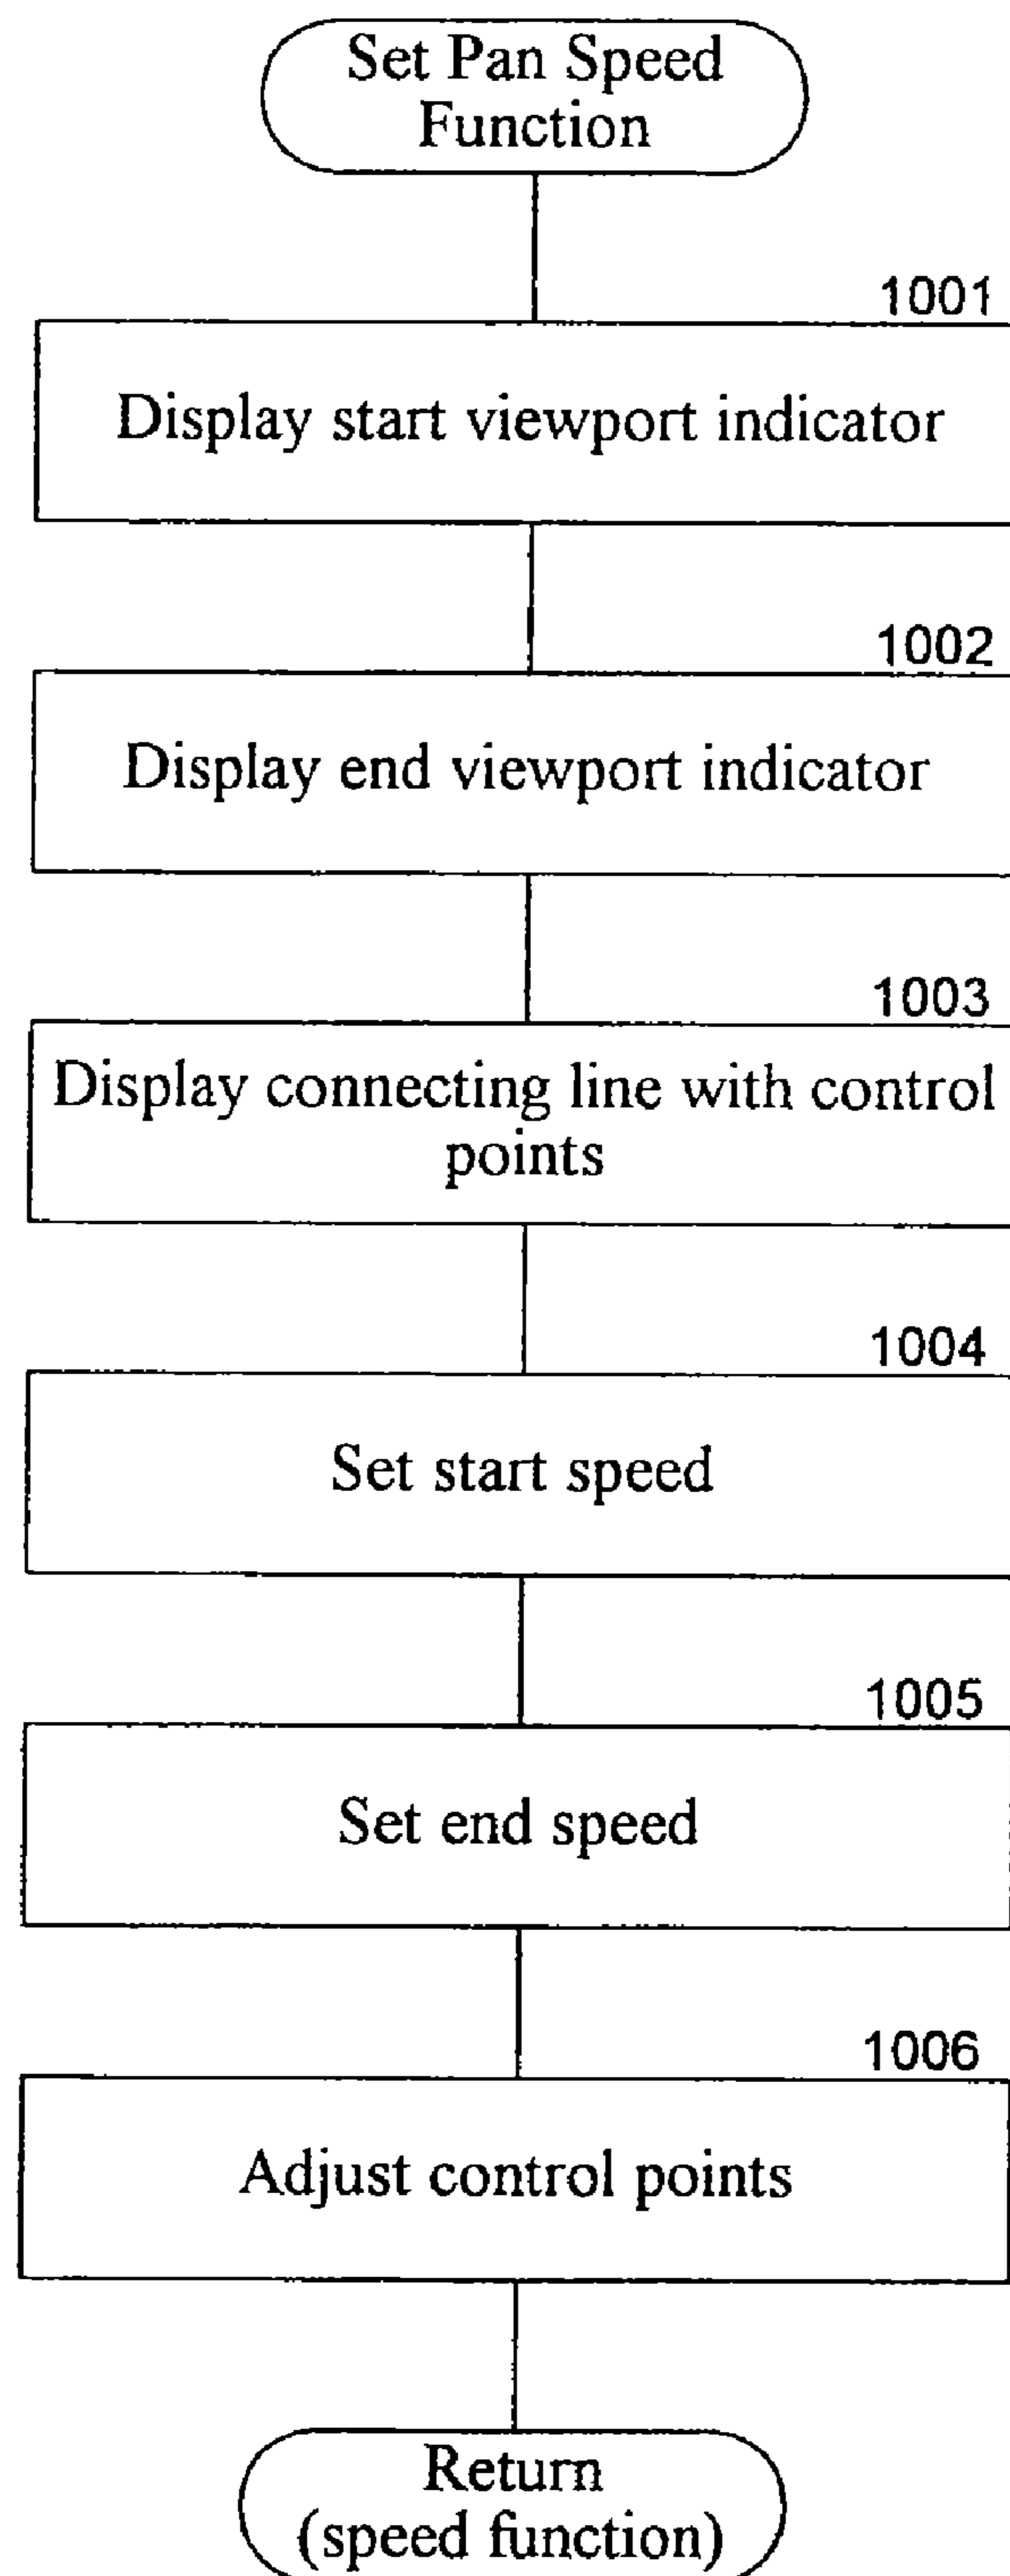 Set Pan Speed
Function
1001
Display start viewport indicator
1002
Display end viewport indicator
1003
Display connecting line with control
points
1004
Set start speed
1005
Set end speed
1006
Adjust control points
Return
(speed function)